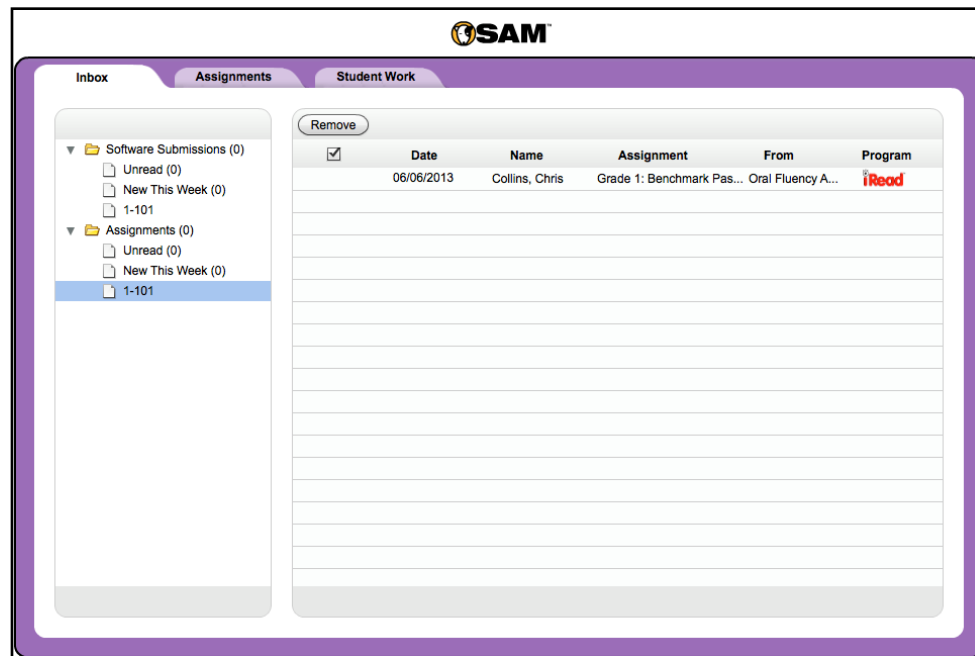 SAM™
Inbox Assignments Student Work
Software Submissions (0)
Unread (0)
New This Week (0)
1-101
Assignments (0)
Unread (0)
New This Week (0)
1-101
Remove
Date Name Assignment From Program
06/06/2013 Collins, Chris Grade 1: Benchmark Pas... Oral Fluency A... iRead